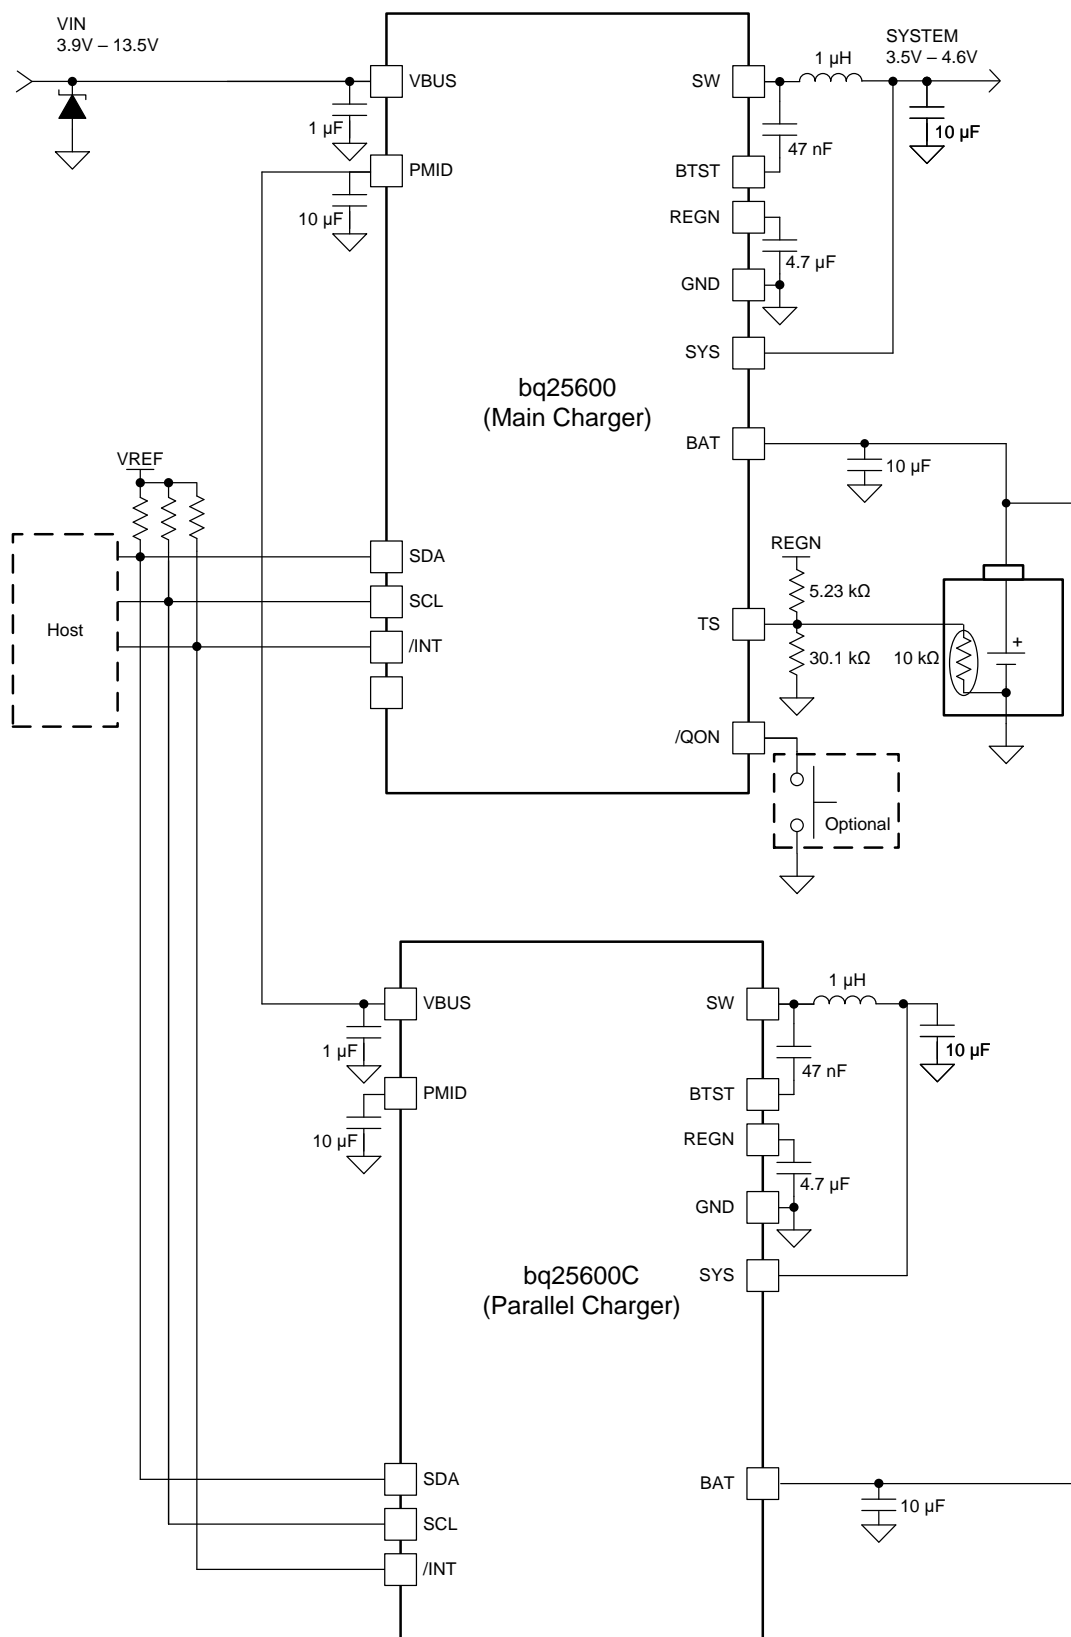 VIN
3.9V – 13.5V
SYSTEM
3.5V – 4.6V
1 µH
VBUS
SW
1 µF
10 µF
47 nF
PMID
BTST
10 µF
REGN
4.7 µF
GND
SYS
bq25600
(Main Charger)
BAT
10 µF
VREF
REGN
SDA
5.23 kΩ
SCL
Host
TS
/INT
30.1 kΩ
10 kΩ
+
/QON
Optional
1 µH
VBUS
SW
1 µF
10 µF
47 nF
PMID
BTST
10 µF
REGN
4.7 µF
GND
SYS
bq25600C
(Parallel Charger)
SDA
BAT
10 µF
SCL
/INT